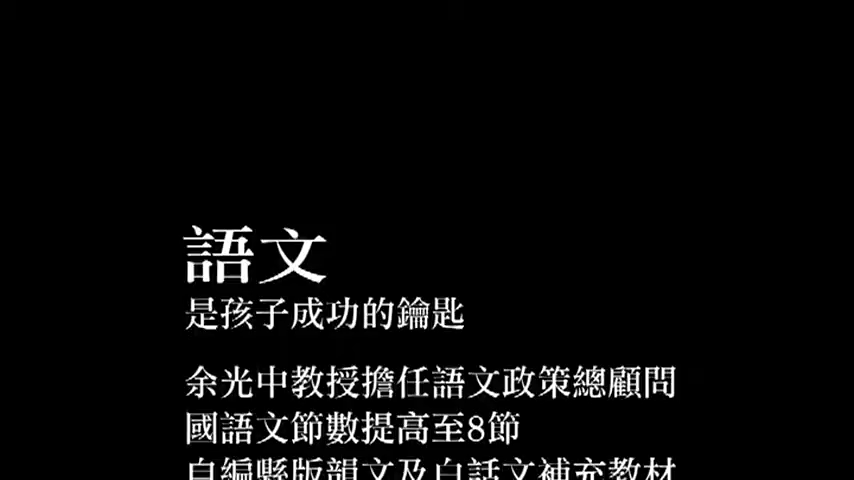 語文
是孩子成功的鑰匙
余光中教授擔任語文政策總顧問
國語文節數提高至8節
自編縣版韻文及白話文補充教材